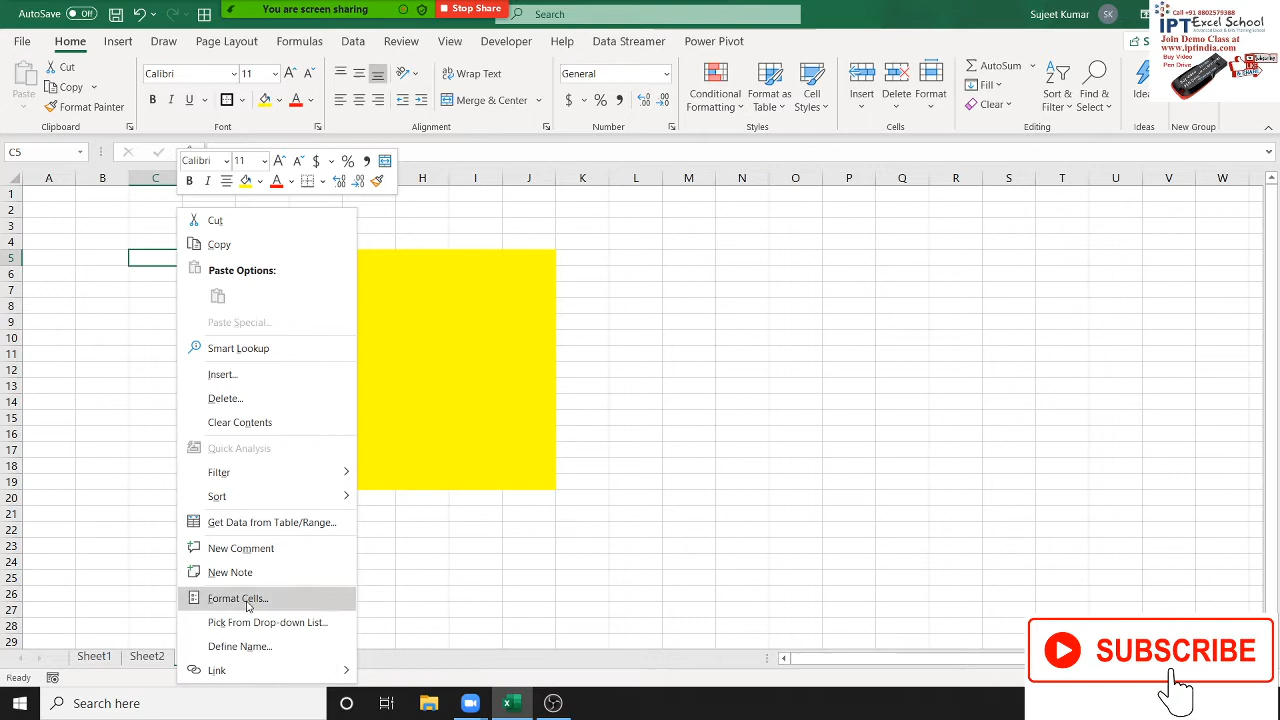 AutoSave Off
You are screen sharing
Stop Share
Search
Sujeet Kumar SK
Call +91 8802579388
IPT Excel School
Join Demo Class at
www.iptindia.com
Buy Video
Pen Drive
File Home Insert Draw Page Layout Formulas Data Review View Developer Help Data Streamer Power Pivot
Paste
Cut
Copy
Format Painter
Clipboard
Calibri 11
B I U
Font
Wrap Text
Merge & Center
Alignment
General
$ % ,
Number
Conditional Formatting
Format as Table
Cell Styles
Styles
Insert
Delete
Format
Cells
AutoSum
Fill
Clear
Sort & Filter
Find & Select
Editing
Ideas
New Group
C5
Calibri 11
$ % ,
B I
A B C H I J K L M N O P Q R S T U V W
1
2
3
4
5
6
7
8
9
10
11
12
13
14
15
16
17
18
19
20
21
22
23
24
25
26
27
28
29
Cut
Copy
Paste Options:
Paste Special...
Smart Lookup
Insert...
Delete...
Clear Contents
Quick Analysis
Filter
Sort
Get Data from Table/Range...
New Comment
New Note
Format Cells...
Pick From Drop-down List...
Define Name...
Link
Sheet1 Sheet2
Ready
SUBSCRIBE
Search here